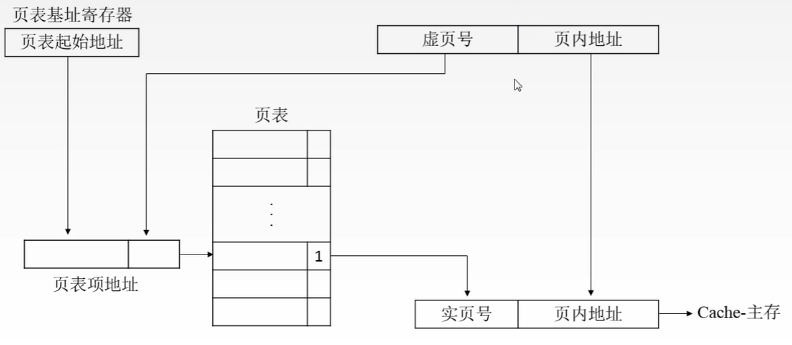 页表基址寄存器
页表起始地址
虚页号
页内地址
页表
1
页表项地址
实页号
页内地址
Cache-主存